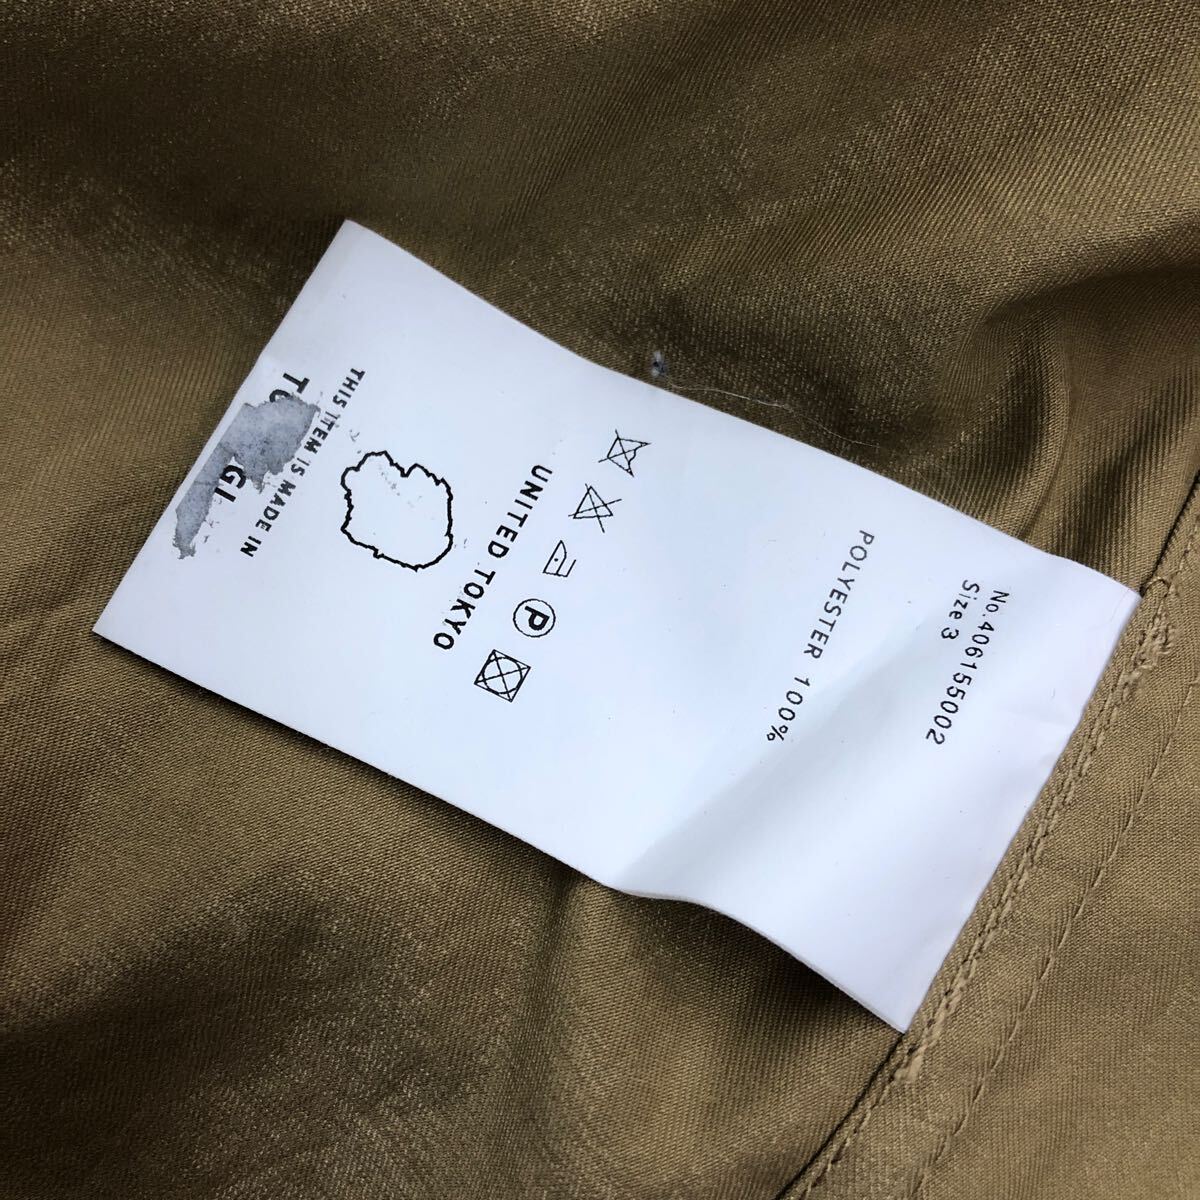 No.406155002
Size 3
POLYESTER 100%
P
UNITED TOKYO
THIS ITEM IS MADE IN